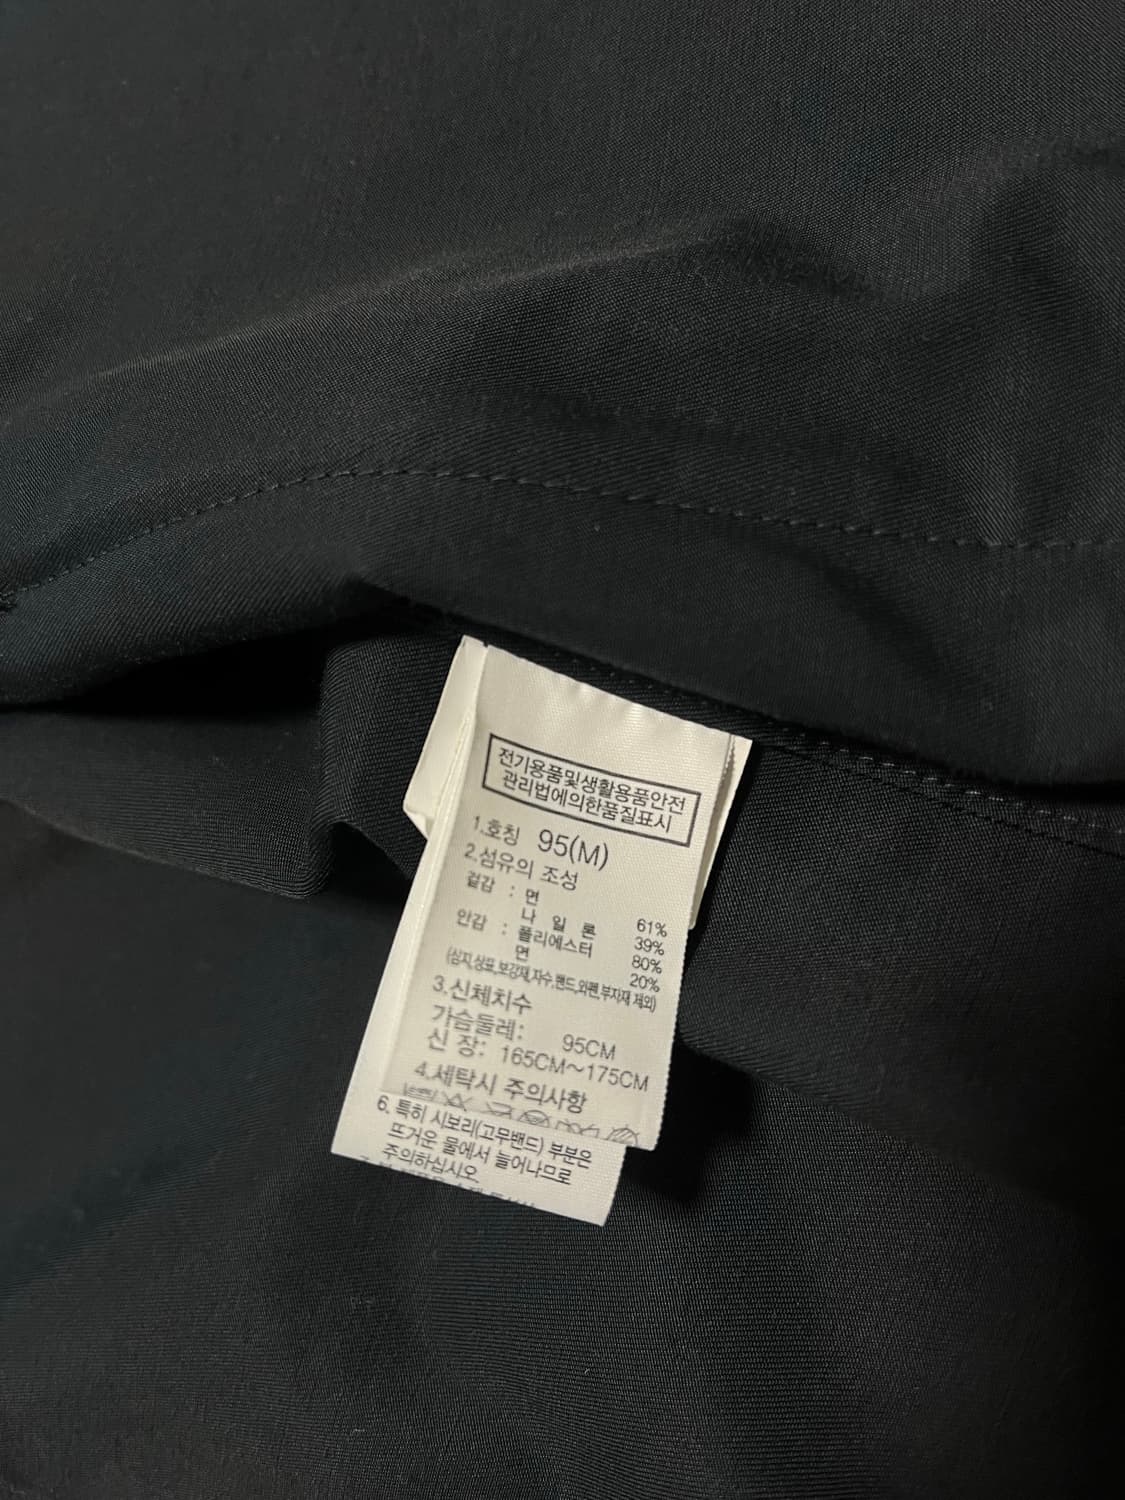 전기용품및생활용품안전
관리법에의한품질표시
1.호칭 95(M)
2.섬유의 조성
겉감 : 면 61%
나 일 론 39%
안감 : 폴리에스터 80%
면 20%
(심지,상표,보강재,자수,밴드,와펜,부자재 제외)
3.신체치수
가슴둘레: 95CM
신 장: 165CM~175CM
4.세탁시 주의사항
6. 특히 시보리(고무밴드) 부분은
뜨거운 물에서 늘어나므로
주의하십시오